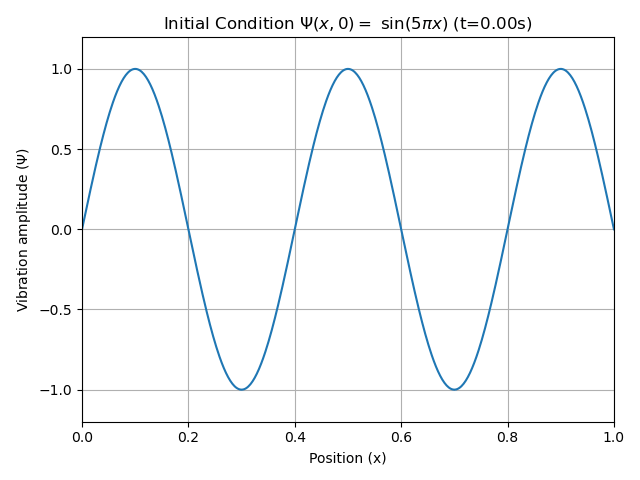 Initial Condition Ψ(x, 0) = sin(5πx) (t=0.00s)
Vibration amplitude (Ψ)
1.0
0.5
0.0
−0.5
−1.0
0.0 0.2 0.4 0.6 0.8 1.0
Position (x)